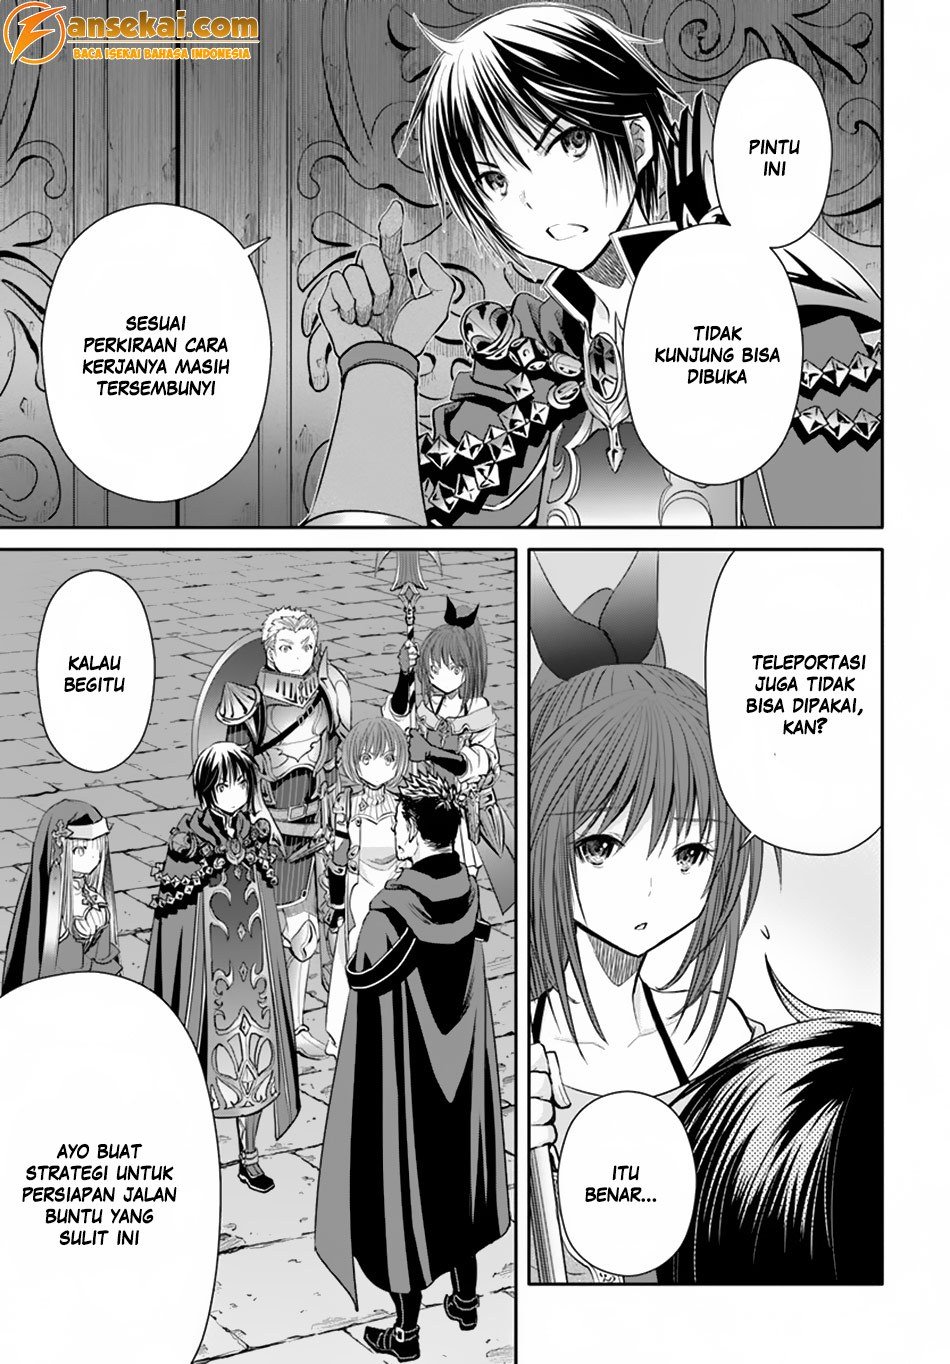 Fansekai.com
BACA ISEKAI BAHASA INDONESIA
PINTU
INI
TIDAK
KUNJUNG BISA
DIBUKA
SESUAI
PERKIRAAN CARA
KERJANYA MASIH
TERSEMBUNYI
TELEPORTASI
JUGA TIDAK
BISA DIPAKAI,
KAN?
ITU
BENAR...
KALAU
BEGITU
AYO BUAT
STRATEGI UNTUK
PERSIAPAN JALAN
BUNTU YANG
SULIT INI